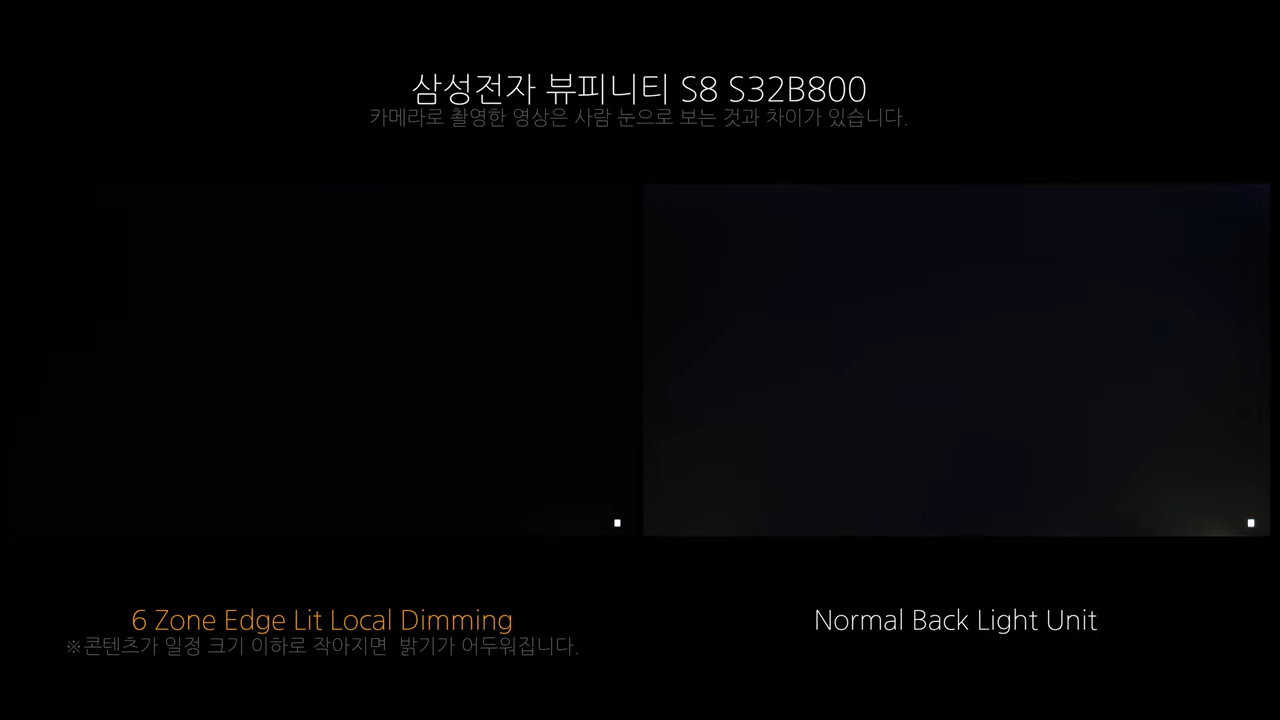 삼성전자 뷰피니티 S8 S32B800
카메라로 촬영한 영상은 사람 눈으로 보는 것과 차이가 있습니다.
6 Zone Edge Lit Local Dimming
※콘텐츠가 일정 크기 이하로 작아지면 밝기가 어두워집니다.
Normal Back Light Unit